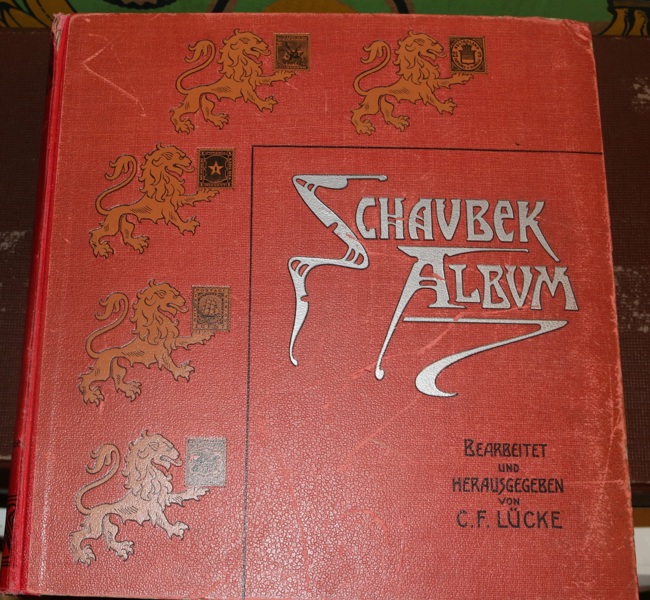 SCHAUBEK
ALBUM
BEARBEITET
UND
HERAUSGEGEBEN
VON
C. F. LÜCKE